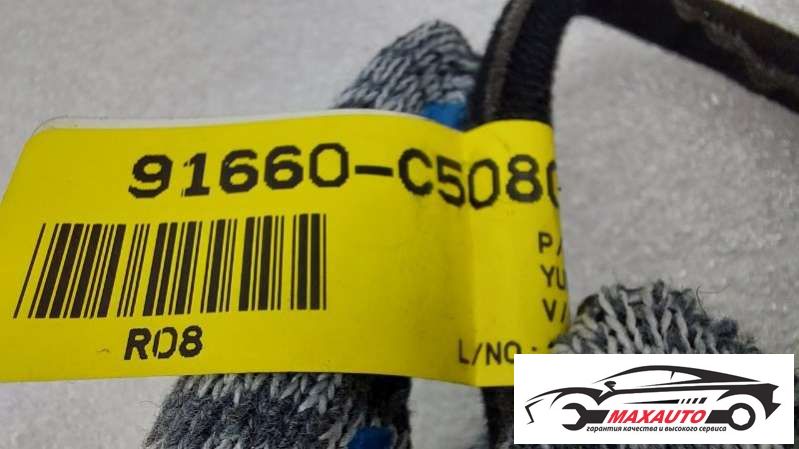 91660-C508
P/
YU
V/
R08
L/NO.:
MAXAUTO
гарантия качества и высокого сервиса